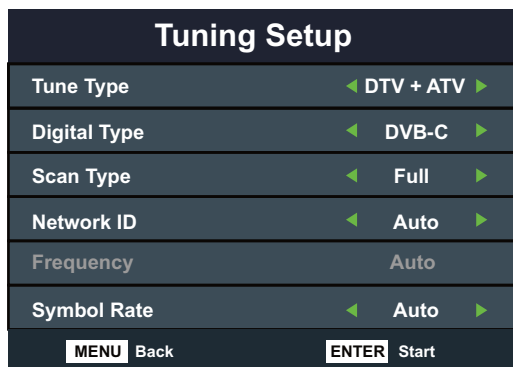 Tuning Setup
Tune Type DTV + ATV
Digital Type DVB-C
Scan Type Full
Network ID Auto
Frequency Auto
Symbol Rate Auto
MENU Back ENTER Start